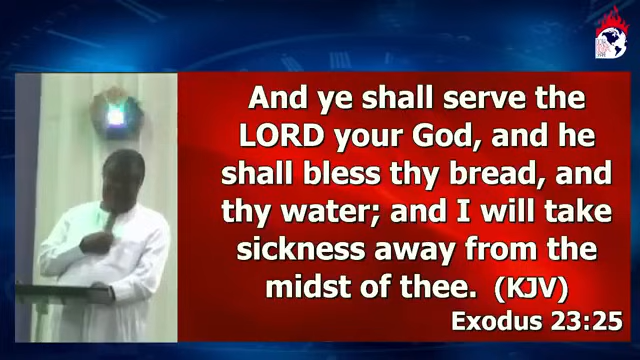 And ye shall serve the
LORD your God, and he
shall bless thy bread, and
thy water; and I will take
sickness away from the
midst of thee. (KJV)
Exodus 23:25